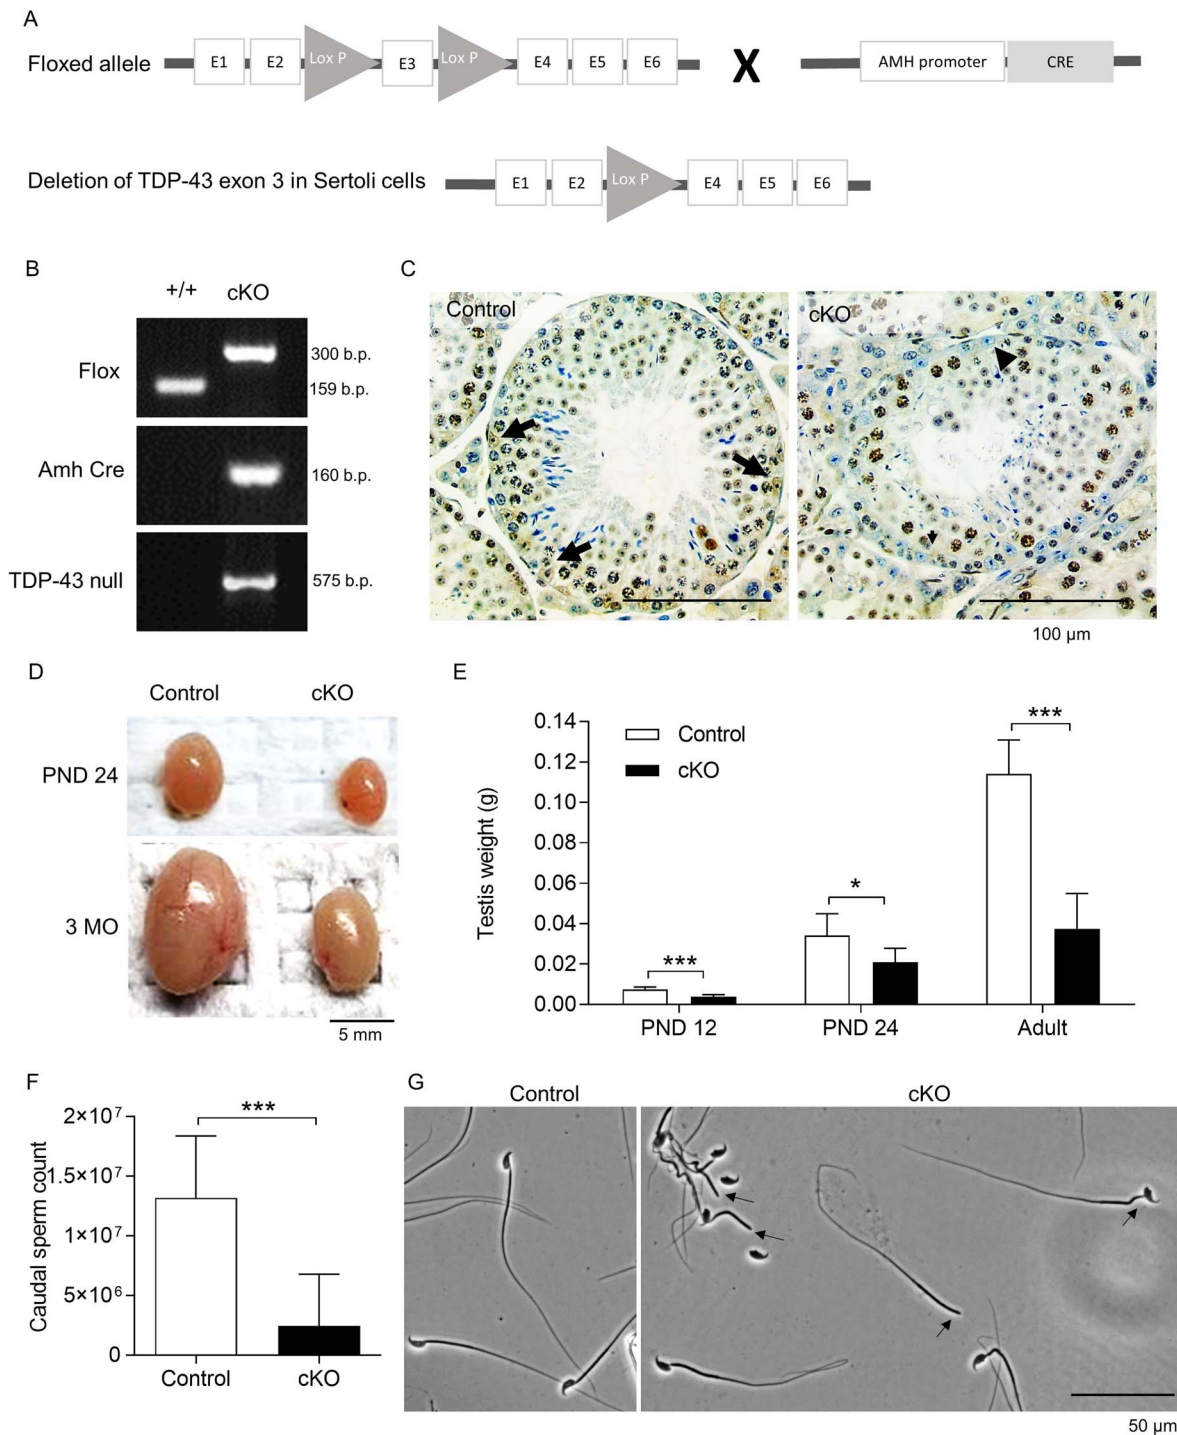 A
Floxed allele
E1 E2 Lox P E3 Lox P E4 E5 E6
X
AMH promoter CRE
Deletion of TDP-43 exon 3 in Sertoli cells
E1 E2 Lox P E4 E5 E6
B
+/+ cKO
Flox
300 b.p.
159 b.p.
Amh Cre
160 b.p.
TDP-43 null
575 b.p.
C
Control
cKO
100 µm
D
Control cKO
PND 24
3 MO
5 mm
E
Testis weight (g)
0.14
0.12
0.10
0.08
0.06
0.04
0.02
0.00
Control
cKO
***
*
***
PND 12 PND 24 Adult
F
Caudal sperm count
2×10⁷
1.5×10⁷
1×10⁷
5×10⁶
0
***
Control cKO
G
Control cKO
50 µm